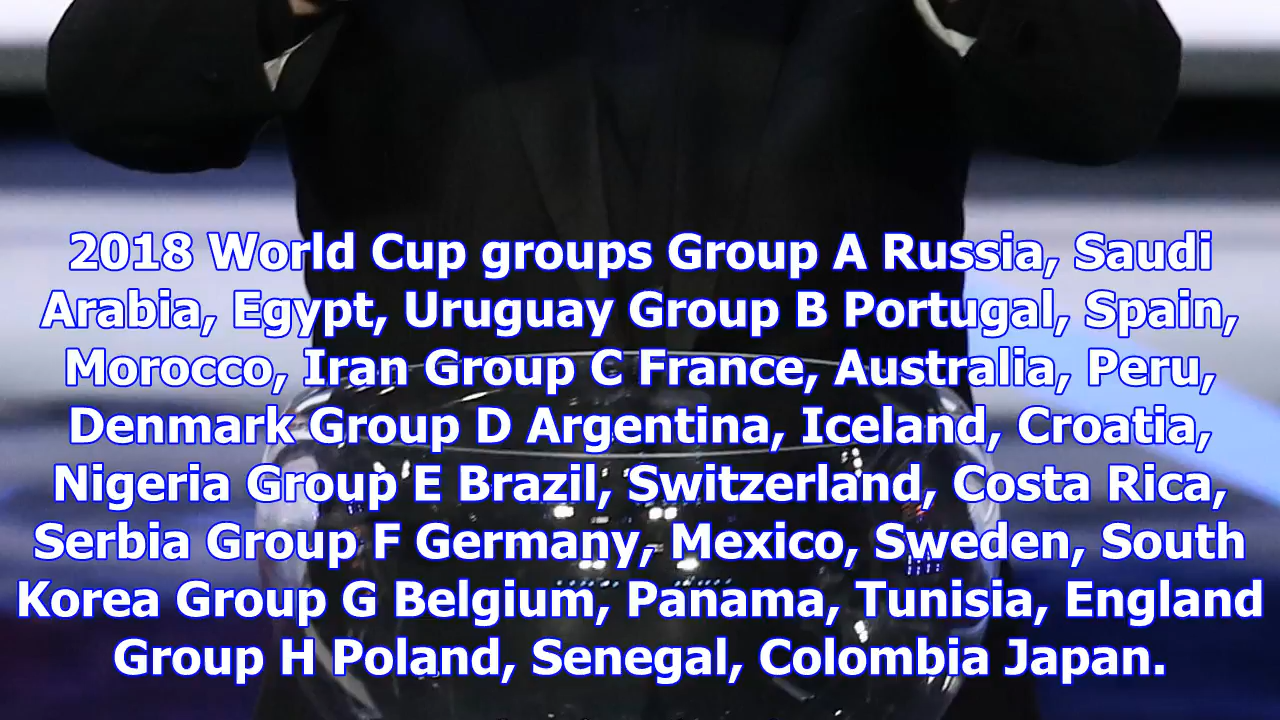 2018 World Cup groups Group A Russia, Saudi
Arabia, Egypt, Uruguay Group B Portugal, Spain,
Morocco, Iran Group C France, Australia, Peru,
Denmark Group D Argentina, Iceland, Croatia,
Nigeria Group E Brazil, Switzerland, Costa Rica,
Serbia Group F Germany, Mexico, Sweden, South
Korea Group G Belgium, Panama, Tunisia, England
Group H Poland, Senegal, Colombia Japan.